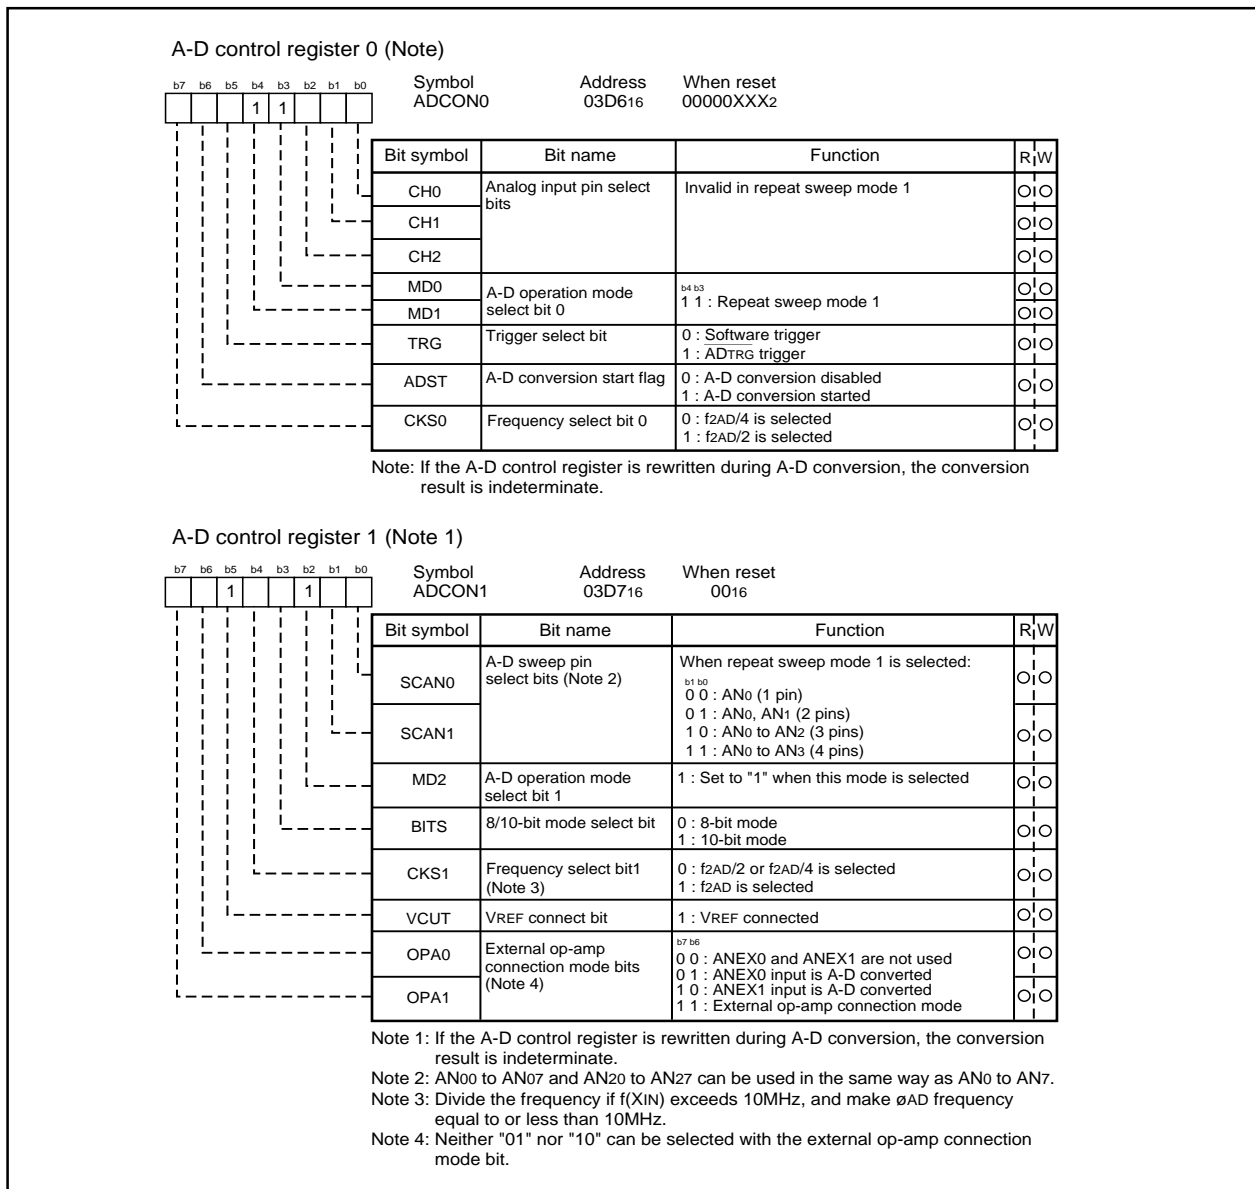 A-D control register 0 (Note)
b7 b6 b5 b4 b3 b2 b1 b0
1 1
Symbol Address When reset
ADCON0 03D616 00000XXX2
Bit symbol Bit name Function R W
CH0 Analog input pin select bits Invalid in repeat sweep mode 1
CH1
CH2
MD0 A-D operation mode select bit 0 b4 b3
MD1 1 1 : Repeat sweep mode 1
TRG Trigger select bit 0 : Software trigger
1 : ADTRG trigger
ADST A-D conversion start flag 0 : A-D conversion disabled
1 : A-D conversion started
CKS0 Frequency select bit 0 0 : f2AD/4 is selected
1 : f2AD/2 is selected
Note: If the A-D control register is rewritten during A-D conversion, the conversion
result is indeterminate.
A-D control register 1 (Note 1)
b7 b6 b5 b4 b3 b2 b1 b0
1 1
Symbol Address When reset
ADCON1 03D716 0016
Bit symbol Bit name Function R W
SCAN0 A-D sweep pin select bits (Note 2) When repeat sweep mode 1 is selected:
b1 b0
0 0 : AN0 (1 pin)
SCAN1 0 1 : AN0, AN1 (2 pins)
1 0 : AN0 to AN2 (3 pins)
1 1 : AN0 to AN3 (4 pins)
MD2 A-D operation mode select bit 1 1 : Set to "1" when this mode is selected
BITS 8/10-bit mode select bit 0 : 8-bit mode
1 : 10-bit mode
CKS1 Frequency select bit1 (Note 3) 0 : f2AD/2 or f2AD/4 is selected
1 : f2AD is selected
VCUT VREF connect bit 1 : VREF connected
OPA0 External op-amp connection mode bits (Note 4) b7 b6
0 0 : ANEX0 and ANEX1 are not used
0 1 : ANEX0 input is A-D converted
OPA1 1 0 : ANEX1 input is A-D converted
1 1 : External op-amp connection mode
Note 1: If the A-D control register is rewritten during A-D conversion, the conversion
result is indeterminate.
Note 2: AN00 to AN07 and AN20 to AN27 can be used in the same way as AN0 to AN7.
Note 3: Divide the frequency if f(XIN) exceeds 10MHz, and make øAD frequency
equal to or less than 10MHz.
Note 4: Neither "01" nor "10" can be selected with the external op-amp connection
mode bit.